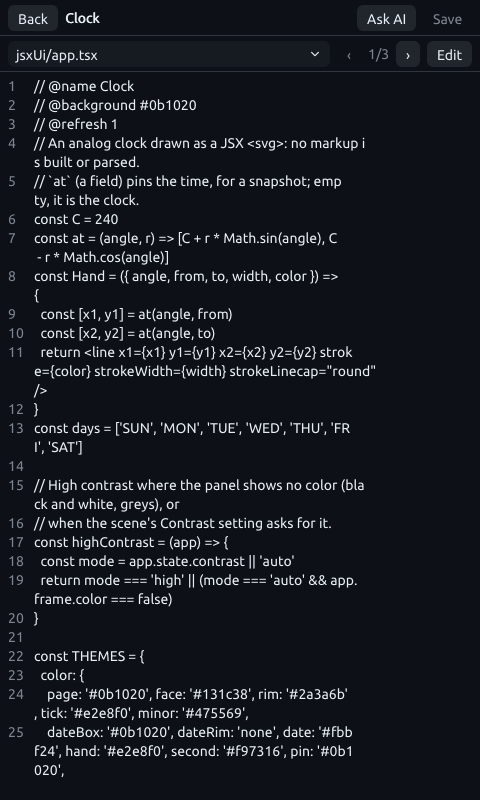 Back Clock Ask AI Save
jsxUi/app.tsx ‹ 1/3 › Edit
1 // @name Clock
2 // @background #0b1020
3 // @refresh 1
4 // An analog clock drawn as a JSX <svg>: no markup i
s built or parsed.
5 // `at` (a field) pins the time, for a snapshot; emp
ty, it is the clock.
6 const C = 240
7 const at = (angle, r) => [C + r * Math.sin(angle), C
 - r * Math.cos(angle)]
8 const Hand = ({ angle, from, to, width, color }) =>
{
9   const [x1, y1] = at(angle, from)
10   const [x2, y2] = at(angle, to)
11   return <line x1={x1} y1={y1} x2={x2} y2={y2} strok
e={color} strokeWidth={width} strokeLinecap="round"
/>
12 }
13 const days = ['SUN', 'MON', 'TUE', 'WED', 'THU', 'FR
I', 'SAT']
14
15 // High contrast where the panel shows no color (bla
ck and white, greys), or
16 // when the scene's Contrast setting asks for it.
17 const highContrast = (app) => {
18   const mode = app.state.contrast || 'auto'
19   return mode === 'high' || (mode === 'auto' && app.
frame.color === false)
20 }
21
22 const THEMES = {
23   color: {
24     page: '#0b1020', face: '#131c38', rim: '#2a3a6b'
, tick: '#e2e8f0', minor: '#475569',
25     dateBox: '#0b1020', dateRim: 'none', date: '#fbb
f24', hand: '#e2e8f0', second: '#f97316', pin: '#0b1
020',